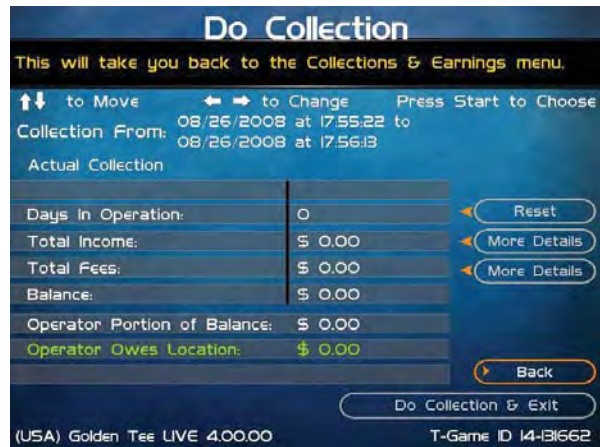 Do Collection
This will take you back to the Collections & Earnings menu.
to Move to Change Press Start to Choose
Collection From: 08/26/2008 at 17:55:22 to
08/26/2008 at 17:56:13
Actual Collection
Days In Operation: 0 Reset
Total Income: $ 0.00 More Details
Total Fees: $ 0.00 More Details
Balance: $ 0.00
Operator Portion of Balance: $ 0.00
Operator Owes Location: $ 0.00
Back
Do Collection & Exit
(USA) Golden Tee LIVE 4.00.00 T-Game ID 14-131662